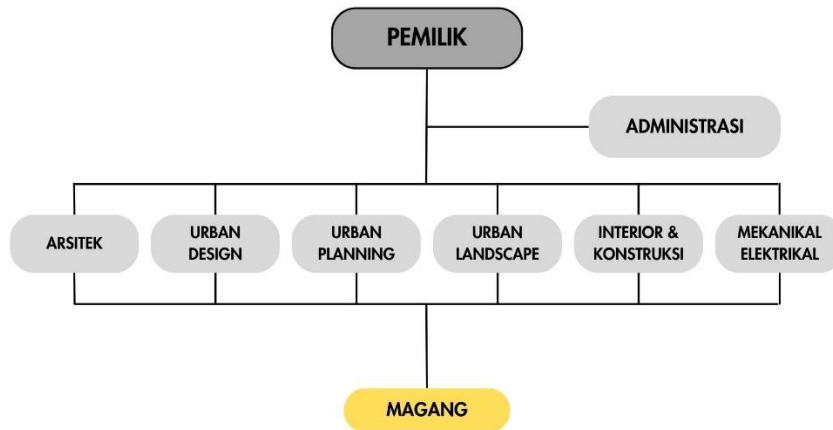 PEMILIK
ADMINISTRASI
ARSITEK
URBAN
DESIGN
URBAN
PLANNING
URBAN
LANDSCAPE
INTERIOR &
KONSTRUKSI
MEKANIKAL
ELEKTRIKAL
MAGANG